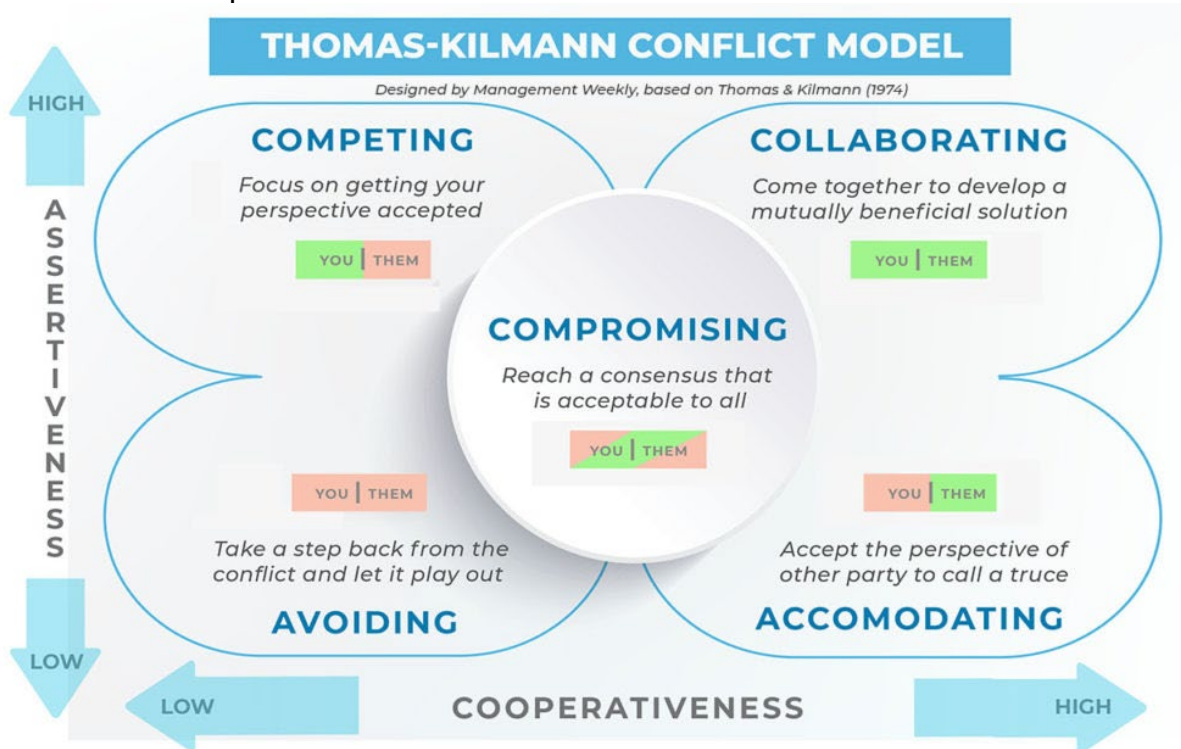 THOMAS-KILMANN CONFLICT MODEL
Designed by Management Weekly, based on Thomas & Kilmann (1974)
HIGH
ASSERTIVENESS
LOW
COMPETING
Focus on getting your
perspective accepted
YOU | THEM
COLLABORATING
Come together to develop a
mutually beneficial solution
YOU | THEM
COMPROMISING
Reach a consensus that
is acceptable to all
YOU | THEM
YOU | THEM
Take a step back from the
conflict and let it play out
AVOIDING
YOU | THEM
Accept the perspective of
other party to call a truce
ACCOMODATING
LOW
COOPERATIVENESS
HIGH